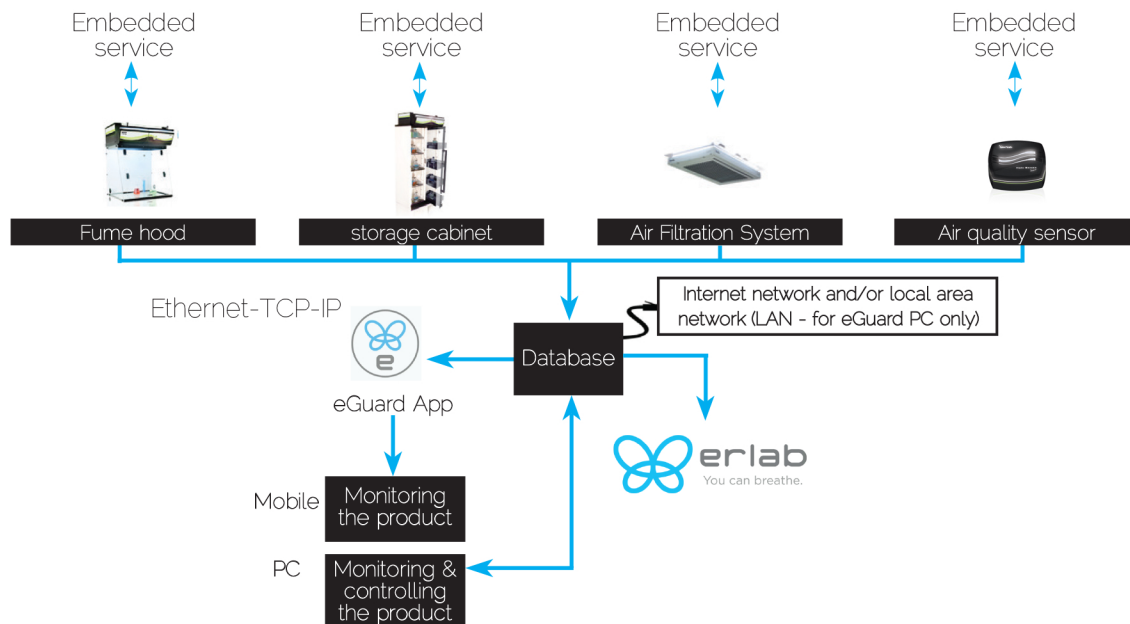 Embedded
service
Embedded
service
Embedded
service
Embedded
service
Fume hood
storage cabinet
Air Filtration System
Air quality sensor
Ethernet-TCP-IP
Internet network and/or local area
network (LAN - for eGuard PC only)
e
Database
eGuard App
erlab
You can breathe.
Mobile
Monitoring
the product
PC
Monitoring &
controlling
the product